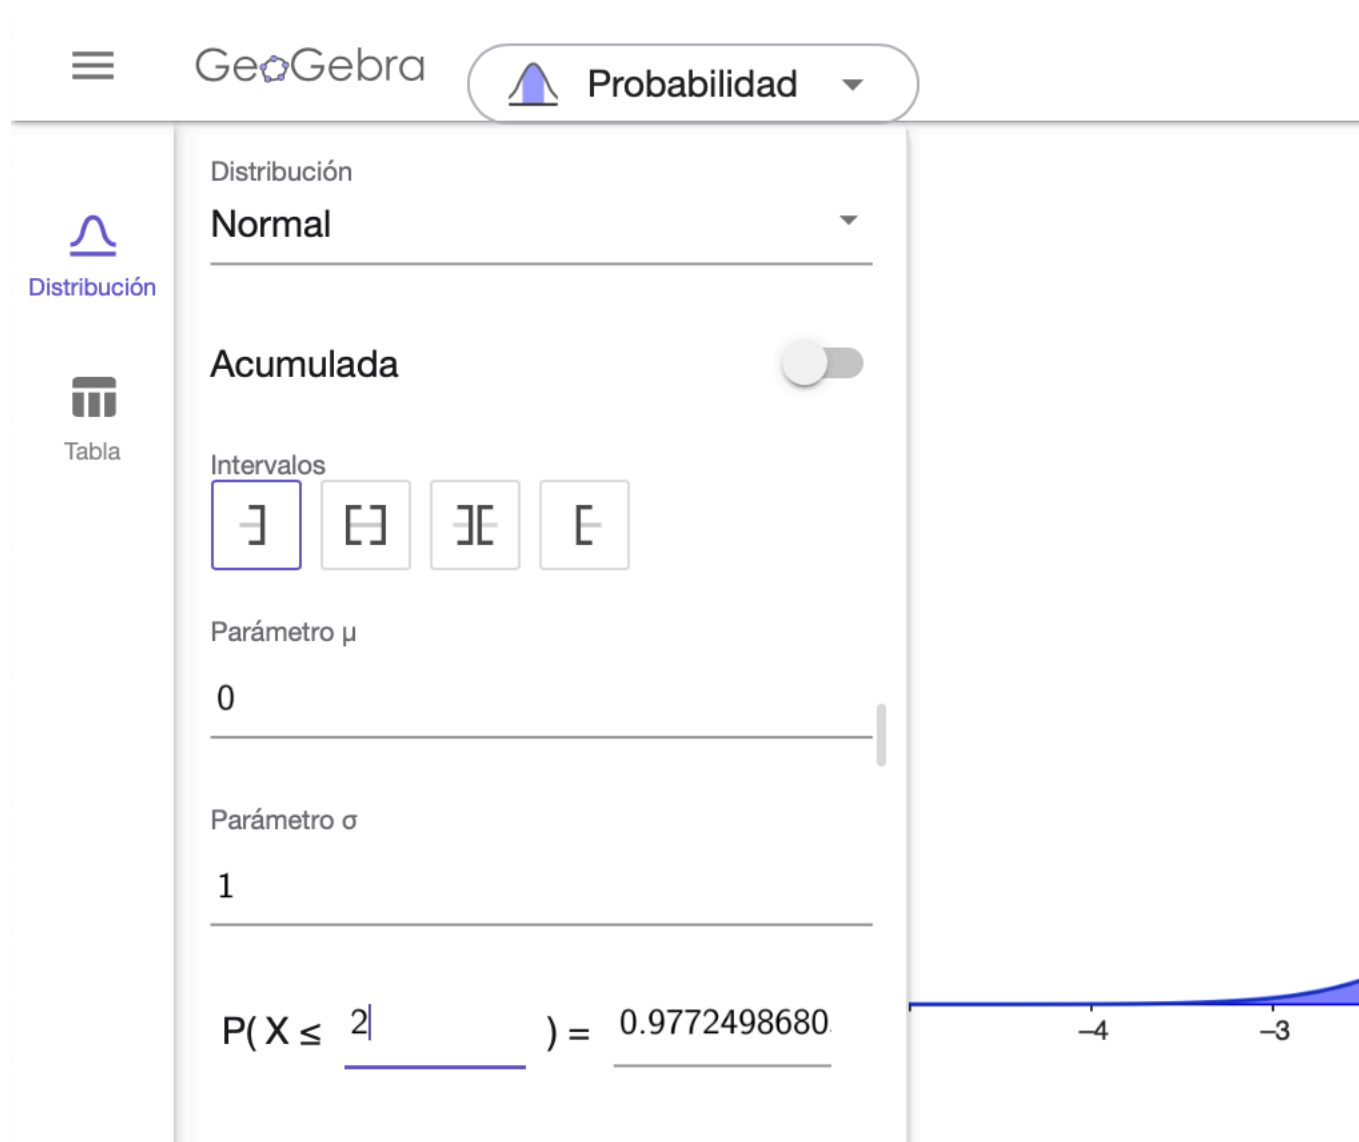 GeoGebra
Probabilidad
Distribución
Tabla
Distribución
Normal
Acumulada
Intervalos
Parámetro μ
0
Parámetro σ
1
P( X ≤ 2 ) = 0.9772498680
–4 –3